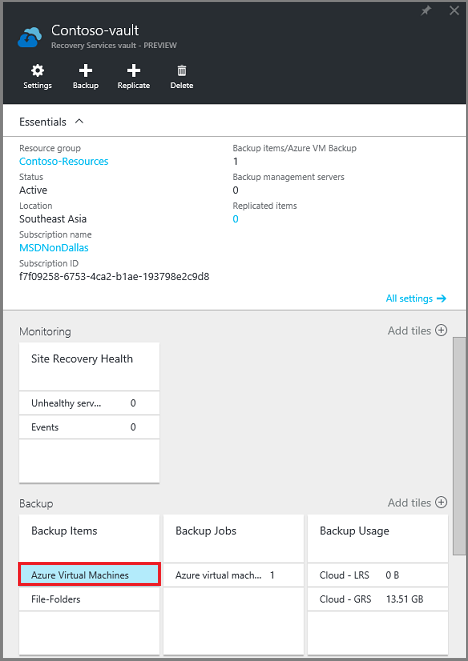 Contoso-vault
Recovery Services vault - PREVIEW
Settings Backup Replicate Delete
Essentials
Resource group
Contoso-Resources
Status
Active
Location
Southeast Asia
Subscription name
MSDNonDallas
Subscription ID
f7f09258-6753-4ca2-b1ae-193798e2c9d8
Backup items/Azure VM Backup
1
Backup management servers
0
Replicated items
0
All settings
Monitoring
Add tiles
Site Recovery Health
Unhealthy serv... 0
Events 0
Backup
Add tiles
Backup Items
Azure Virtual Machines
File-Folders
Backup Jobs
Azure virtual mach... 1
Backup Usage
Cloud - LRS 0 B
Cloud - GRS 13.51 GB